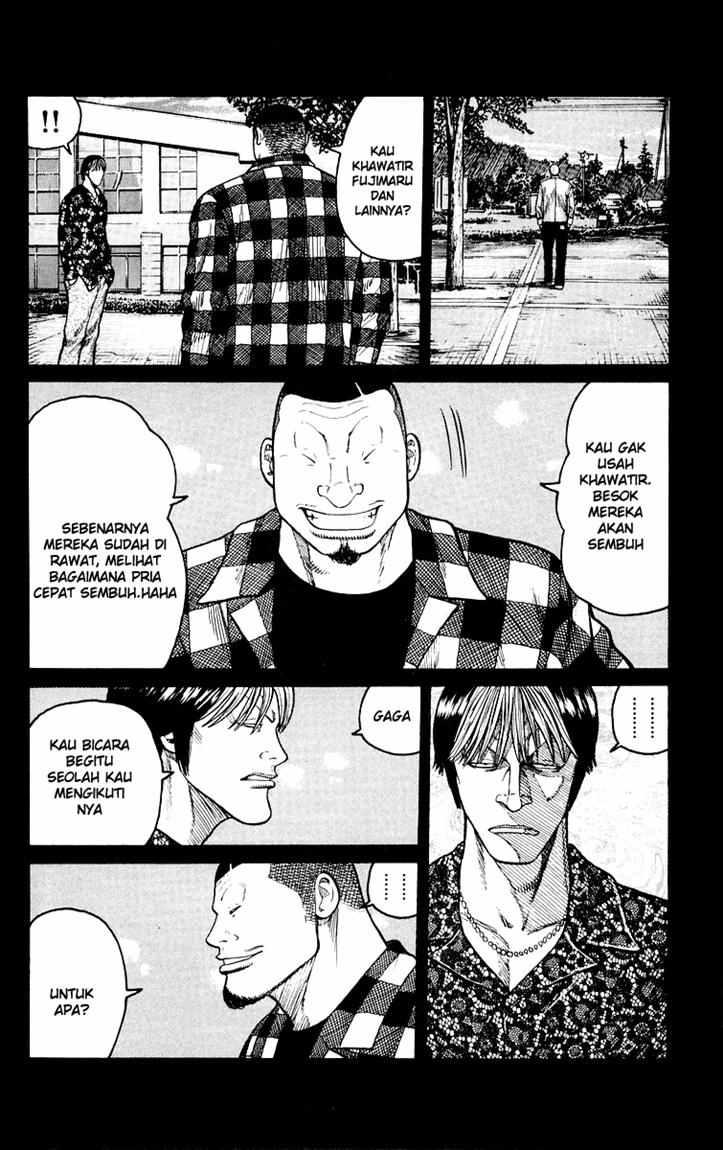 !!
KAU
KHAWATIR
FUJIMARU
DAN
LAINNYA?
KAU GAK
USAH
KHAWATIR.
BESOK
MEREKA
AKAN
SEMBUH
SEBENARNYA
MEREKA SUDAH DI
RAWAT, MELIHAT
BAGAIMANA PRIA
CEPAT SEMBUH.HAHA
GAGA
KAU BICARA
BEGITU
SEOLAH KAU
MENGIKUTI
NYA
......
......
UNTUK
APA?